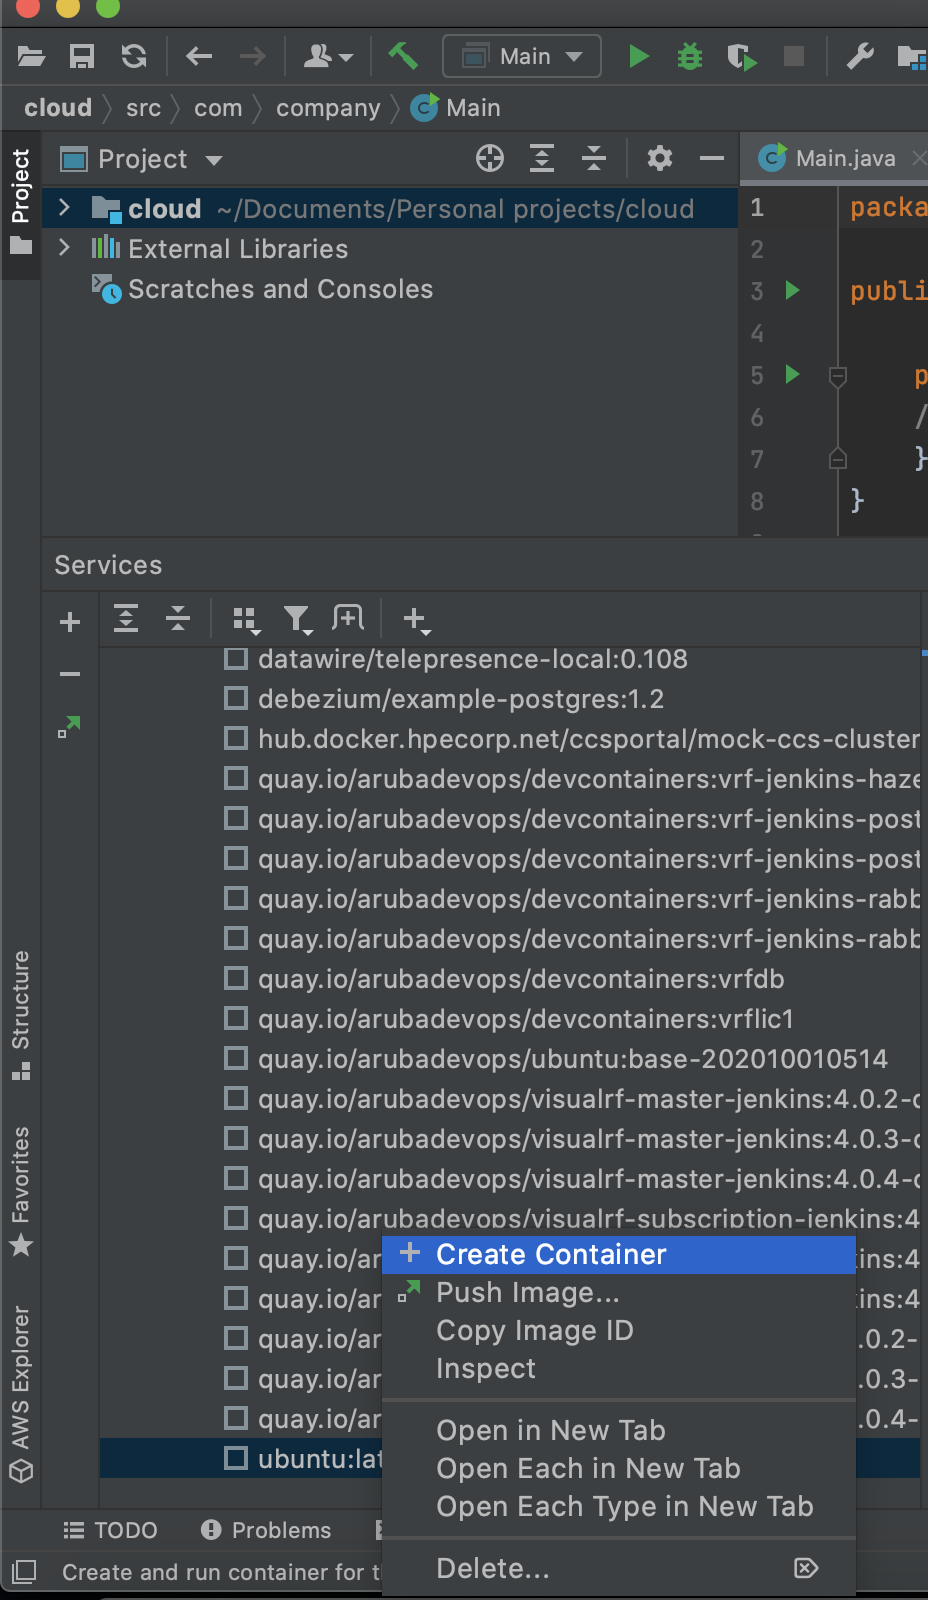 Main
cloud src com company Main
Project
Project
Main.java
cloud ~/Documents/Personal projects/cloud
External Libraries
Scratches and Consoles
1 packa
2
3 publi
4
5 p
6 /
7 }
8 }
Services
datawire/telepresence-local:0.108
debezium/example-postgres:1.2
hub.docker.hpecorp.net/ccsportal/mock-ccs-cluster
quay.io/arubadevops/devcontainers:vrf-jenkins-haze
quay.io/arubadevops/devcontainers:vrf-jenkins-post
quay.io/arubadevops/devcontainers:vrf-jenkins-post
quay.io/arubadevops/devcontainers:vrf-jenkins-rabb
quay.io/arubadevops/devcontainers:vrf-jenkins-rabb
quay.io/arubadevops/devcontainers:vrfdb
quay.io/arubadevops/devcontainers:vrflic1
quay.io/arubadevops/ubuntu:base-202010010514
quay.io/arubadevops/visualrf-master-jenkins:4.0.2-
quay.io/arubadevops/visualrf-master-jenkins:4.0.3-
quay.io/arubadevops/visualrf-master-jenkins:4.0.4-
quay.io/arubadevops/visualrf-subscription-jenkins:4
quay.io/ar ins:4
quay.io/ar ins:4
quay.io/ar .0.2-
quay.io/ar .0.3-
quay.io/ar .0.4-
ubuntu:lat
Create Container
Push Image...
Copy Image ID
Inspect
Open in New Tab
Open Each in New Tab
Open Each Type in New Tab
Delete...
Structure
Favorites
AWS Explorer
TODO
Problems
Create and run container for t